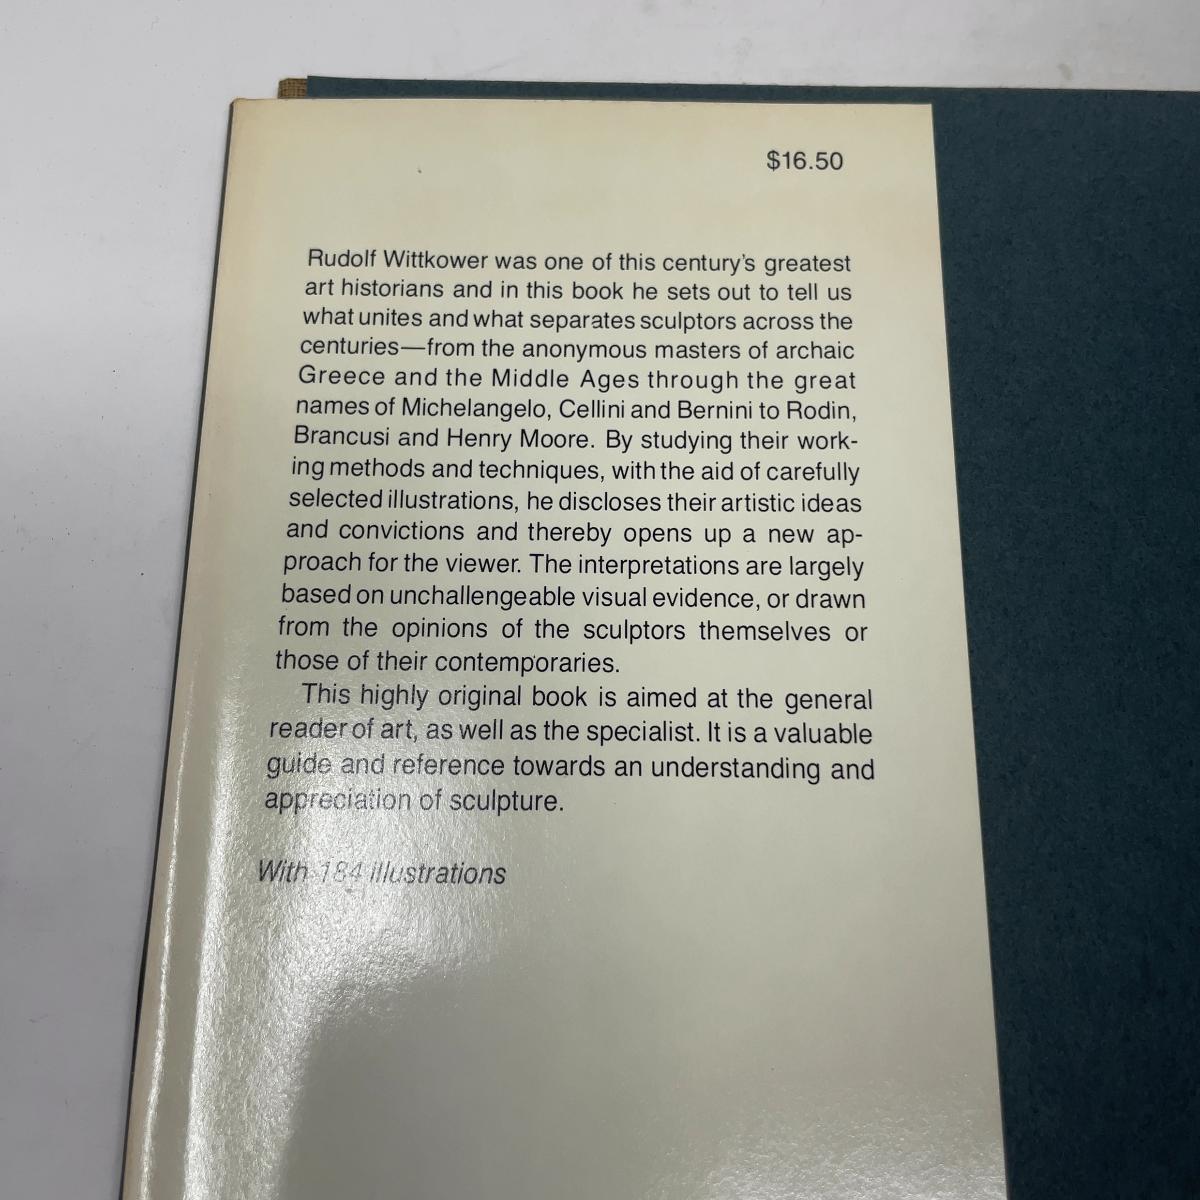 $16.50
Rudolf Wittkower was one of this century's greatest
art historians and in this book he sets out to tell us
what unites and what separates sculptors across the
centuries—from the anonymous masters of archaic
Greece and the Middle Ages through the great
names of Michelangelo, Cellini and Bernini to Rodin,
Brancusi and Henry Moore. By studying their work-
ing methods and techniques, with the aid of carefully
selected illustrations, he discloses their artistic ideas
and convictions and thereby opens up a new ap-
proach for the viewer. The interpretations are largely
based on unchallengeable visual evidence, or drawn
from the opinions of the sculptors themselves or
those of their contemporaries.
This highly original book is aimed at the general
reader of art, as well as the specialist. It is a valuable
guide and reference towards an understanding and
appreciation of sculpture.
With 184 illustrations